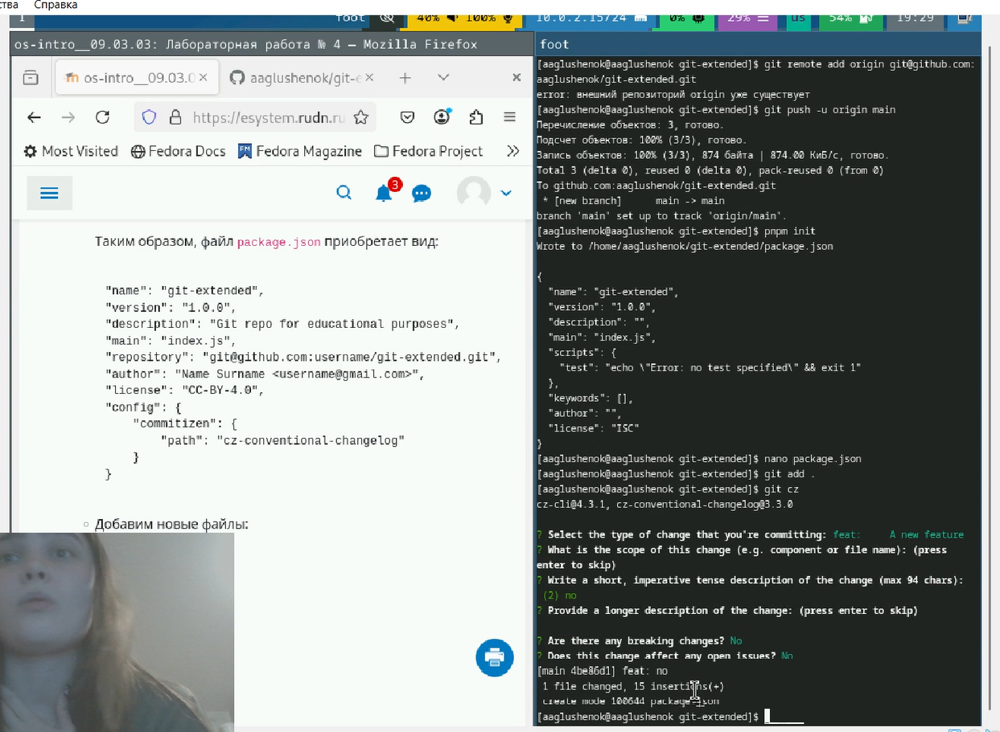 ства Справка
1 foot 40% 100% 10.0.2.15/24 0% 29% us 54% 19:29
os-intro__09.03.03: Лабораторная работа № 4 — Mozilla Firefox
os-intro__09.03.0 aaglushenok/git-e
https://esystem.rudn.ru
Most Visited Fedora Docs Fedora Magazine Fedora Project
3
Таким образом, файл package.json приобретает вид:
"name": "git-extended",
"version": "1.0.0",
"description": "Git repo for educational purposes",
"main": "index.js",
"repository": "git@github.com:username/git-extended.git",
"author": "Name Surname <username@gmail.com>",
"license": "CC-BY-4.0",
"config": {
"commitizen": {
"path": "cz-conventional-changelog"
}
}
Добавим новые файлы:
foot
[aaglushenok@aaglushenok git-extended]$ git remote add origin git@github.com:
aaglushenok/git-extended.git
error: внешний репозиторий origin уже существует
[aaglushenok@aaglushenok git-extended]$ git push -u origin main
Перечисление объектов: 3, готово.
Подсчет объектов: 100% (3/3), готово.
Запись объектов: 100% (3/3), 874 байта | 874.00 КиБ/с, готово.
Total 3 (delta 0), reused 0 (delta 0), pack-reused 0 (from 0)
To github.com:aaglushenok/git-extended.git
* [new branch] main -> main
branch 'main' set up to track 'origin/main'.
[aaglushenok@aaglushenok git-extended]$ pnpm init
Wrote to /home/aaglushenok/git-extended/package.json
{
"name": "git-extended",
"version": "1.0.0",
"description": "",
"main": "index.js",
"scripts": {
"test": "echo \"Error: no test specified\" && exit 1"
},
"keywords": [],
"author": "",
"license": "ISC"
}
[aaglushenok@aaglushenok git-extended]$ nano package.json
[aaglushenok@aaglushenok git-extended]$ git add .
[aaglushenok@aaglushenok git-extended]$ git cz
cz-cli@4.3.1, cz-conventional-changelog@3.3.0
? Select the type of change that you're committing: feat: A new feature
? What is the scope of this change (e.g. component or file name): (press
enter to skip)
? Write a short, imperative tense description of the change (max 94 chars):
(2) no
? Provide a longer description of the change: (press enter to skip)
? Are there any breaking changes? No
? Does this change affect any open issues? No
[main 4be86d1] feat: no
1 file changed, 15 insertions(+)
create mode 100644 package.json
[aaglushenok@aaglushenok git-extended]$